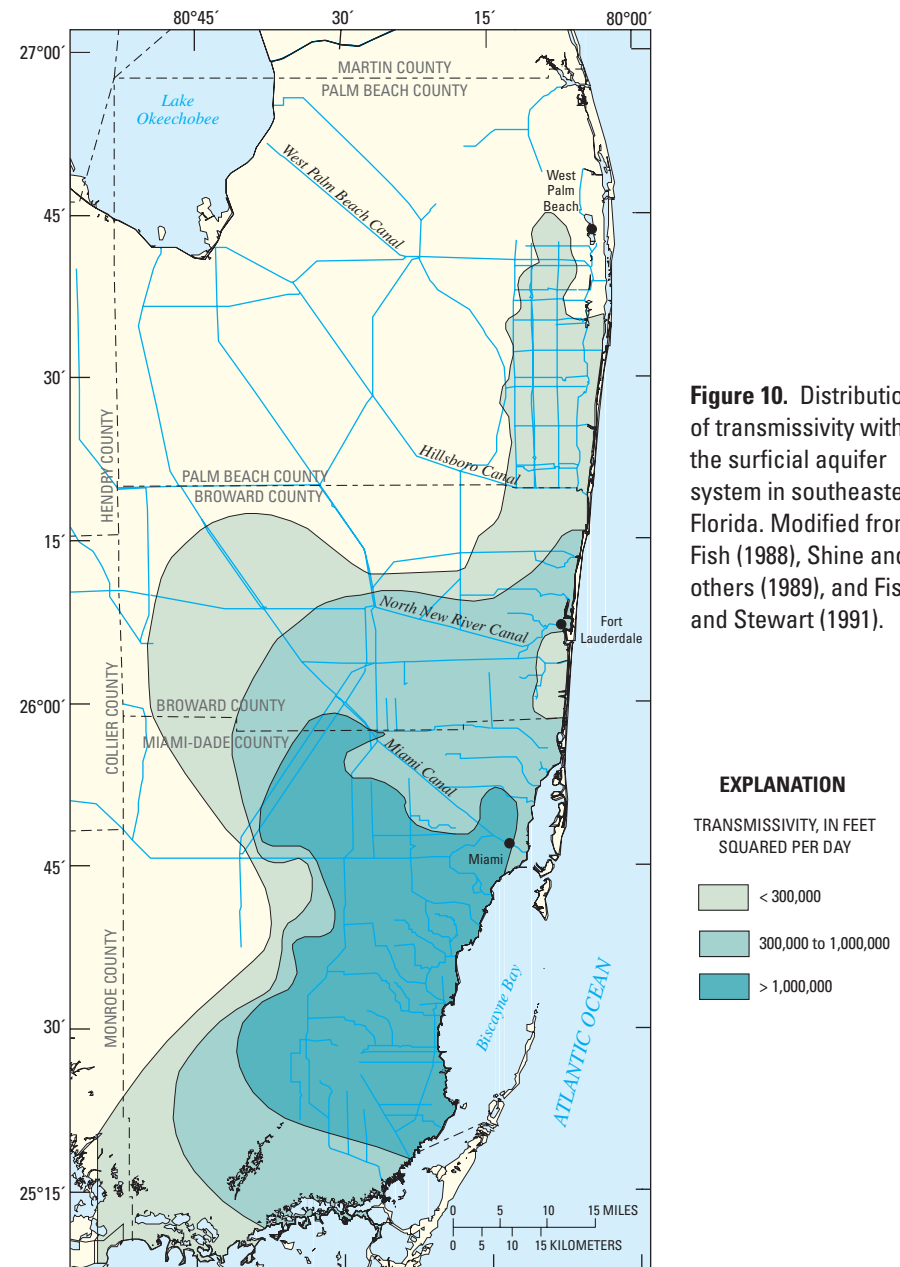 80°45´ 30´ 15´ 80°00´
27°00´
MARTIN COUNTY
PALM BEACH COUNTY
Lake
Okeechobee
West Palm Beach Canal
West
Palm
Beach
45´
30´
HENDRY COUNTY
Hillsboro Canal
PALM BEACH COUNTY
BROWARD COUNTY
15´
North New River Canal
Fort
Lauderdale
26°00´
COLLIER COUNTY
BROWARD COUNTY
MIAMI-DADE COUNTY
Miami Canal
Miami
45´
MONROE COUNTY
30´
Biscayne Bay
ATLANTIC OCEAN
25°15´
0 5 10 15 MILES
0 5 10 15 KILOMETERS
Figure 10. Distributio
of transmissivity with
the surficial aquifer
system in southeaste
Florida. Modified from
Fish (1988), Shine and
others (1989), and Fis
and Stewart (1991).
EXPLANATION
TRANSMISSIVITY, IN FEET
SQUARED PER DAY
< 300,000
300,000 to 1,000,000
> 1,000,000